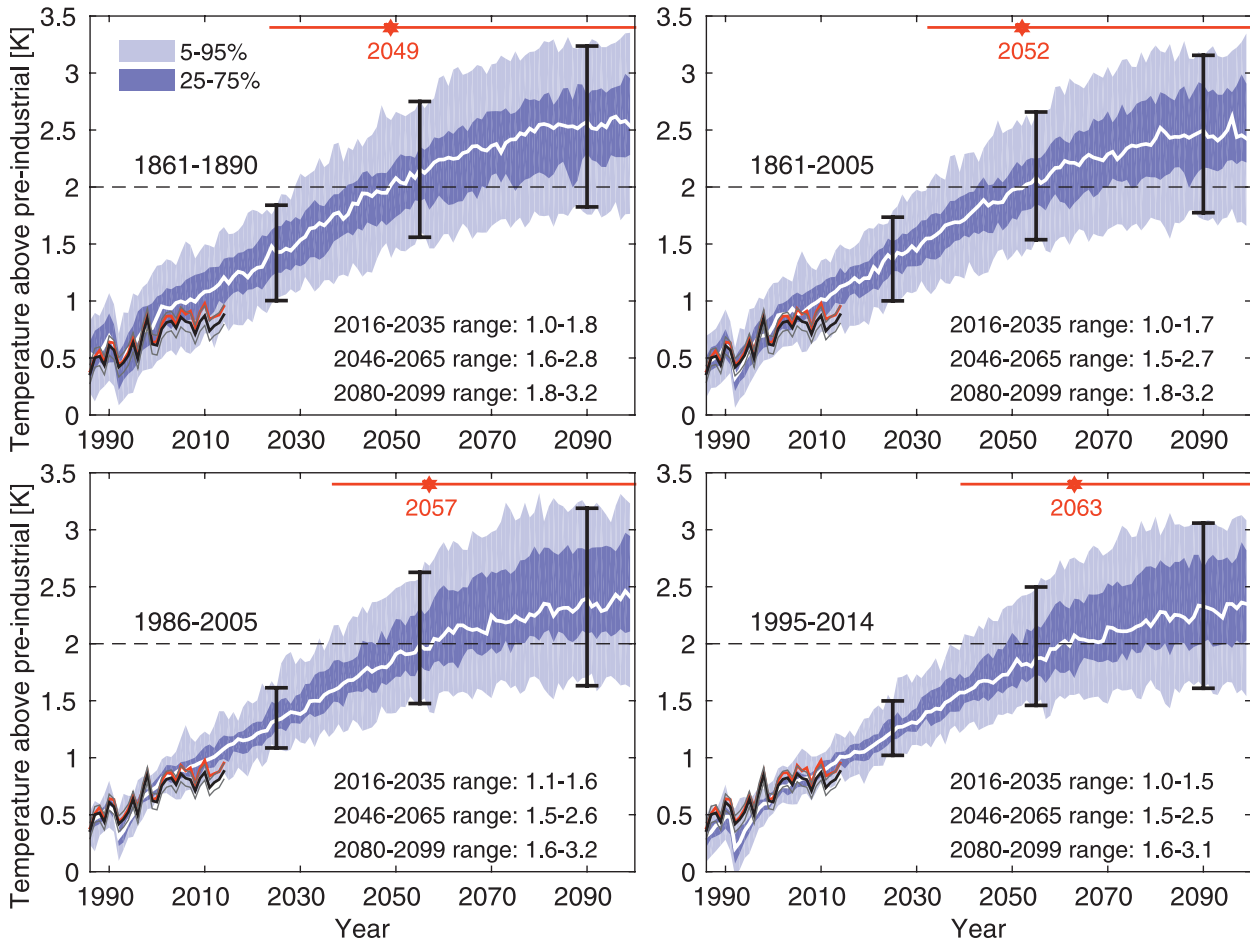 Temperature above pre-industrial [K]
3.5
3
2.5
2
1.5
1
0.5
0
5-95%
25-75%
2049
1861-1890
2016-2035 range: 1.0-1.8
2046-2065 range: 1.6-2.8
2080-2099 range: 1.8-3.2
1990 2010 2030 2050 2070 2090
3.5
3
2.5
2
1.5
1
0.5
0
2052
1861-2005
2016-2035 range: 1.0-1.7
2046-2065 range: 1.5-2.7
2080-2099 range: 1.8-3.2
1990 2010 2030 2050 2070 2090
Temperature above pre-industrial [K]
3.5
3
2.5
2
1.5
1
0.5
0
2057
1986-2005
2016-2035 range: 1.1-1.6
2046-2065 range: 1.5-2.6
2080-2099 range: 1.6-3.2
1990 2010 2030 2050 2070 2090
Year
3.5
3
2.5
2
1.5
1
0.5
0
2063
1995-2014
2016-2035 range: 1.0-1.5
2046-2065 range: 1.5-2.5
2080-2099 range: 1.6-3.1
1990 2010 2030 2050 2070 2090
Year